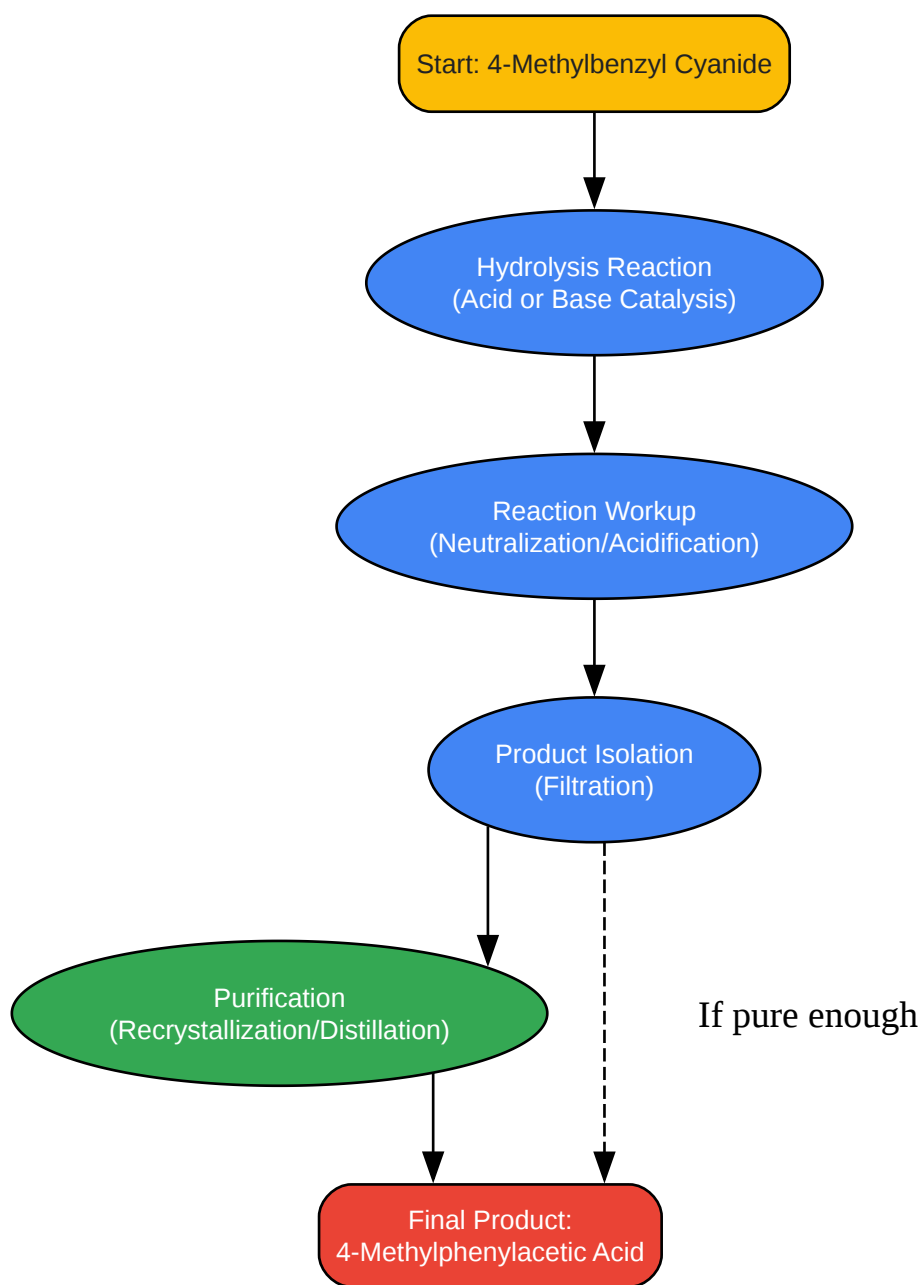 Start: 4-Methylbenzyl Cyanide
Hydrolysis Reaction
(Acid or Base Catalysis)
Reaction Workup
(Neutralization/Acidification)
Product Isolation
(Filtration)
Purification
(Recrystallization/Distillation)
If pure enough
Final Product:
4-Methylphenylacetic Acid